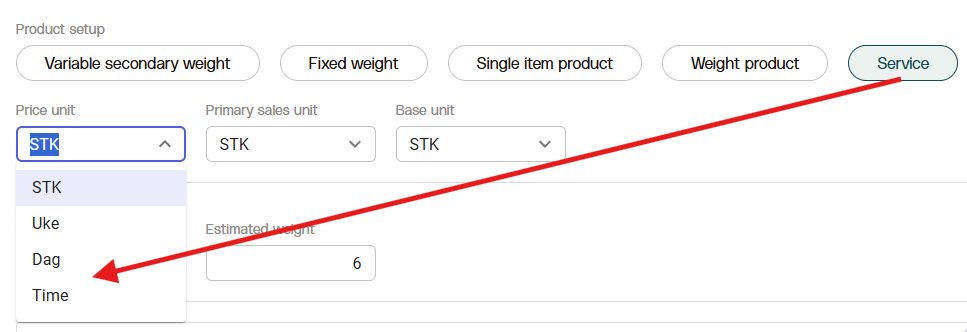 Product setup
Variable secondary weight Fixed weight Single item product Weight product Service
Price unit Primary sales unit Base unit
STK STK STK
STK
Uke
Estimated weight
Dag 6
Time